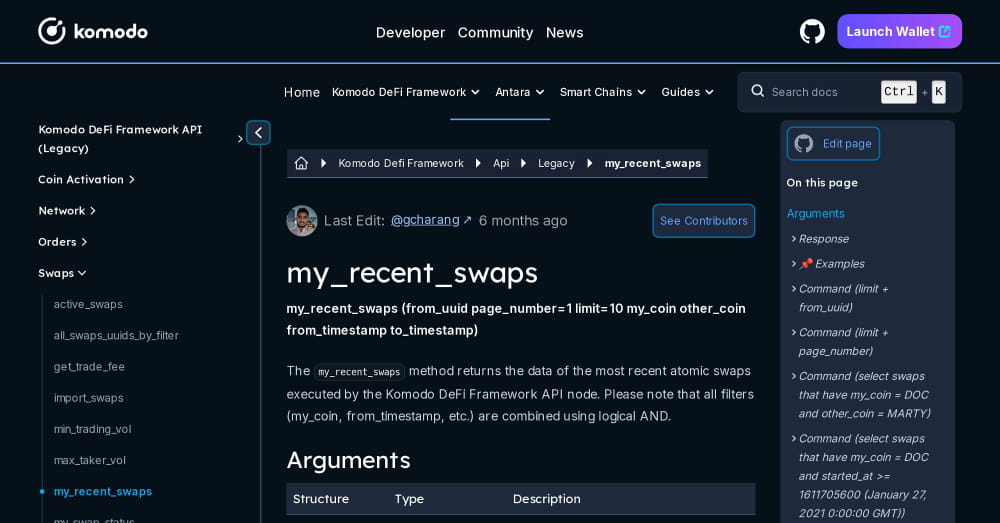 komodo
Developer Community News
Launch Wallet
Home Komodo DeFi Framework Antara Smart Chains Guides
Search docs Ctrl + K
Komodo DeFi Framework API
(Legacy)
Coin Activation
Network
Orders
Swaps
active_swaps
all_swaps_uuids_by_filter
get_trade_fee
import_swaps
min_trading_vol
max_taker_vol
my_recent_swaps
my_swap_status
Komodo Defi Framework Api Legacy my_recent_swaps
Last Edit: @gcharang ↗ 6 months ago
See Contributors
my_recent_swaps
my_recent_swaps (from_uuid page_number=1 limit=10 my_coin other_coin
from_timestamp to_timestamp)
The my_recent_swaps method returns the data of the most recent atomic swaps
executed by the Komodo DeFi Framework API node. Please note that all filters
(my_coin, from_timestamp, etc.) are combined using logical AND.
Arguments
Structure Type Description
Edit page
On this page
Arguments
Response
📌 Examples
Command (limit +
from_uuid)
Command (limit +
page_number)
Command (select swaps
that have my_coin = DOC
and other_coin = MARTY)
Command (select swaps
that have my_coin = DOC
and started_at >=
1611705600 (January 27,
2021 0:00:00 GMT))